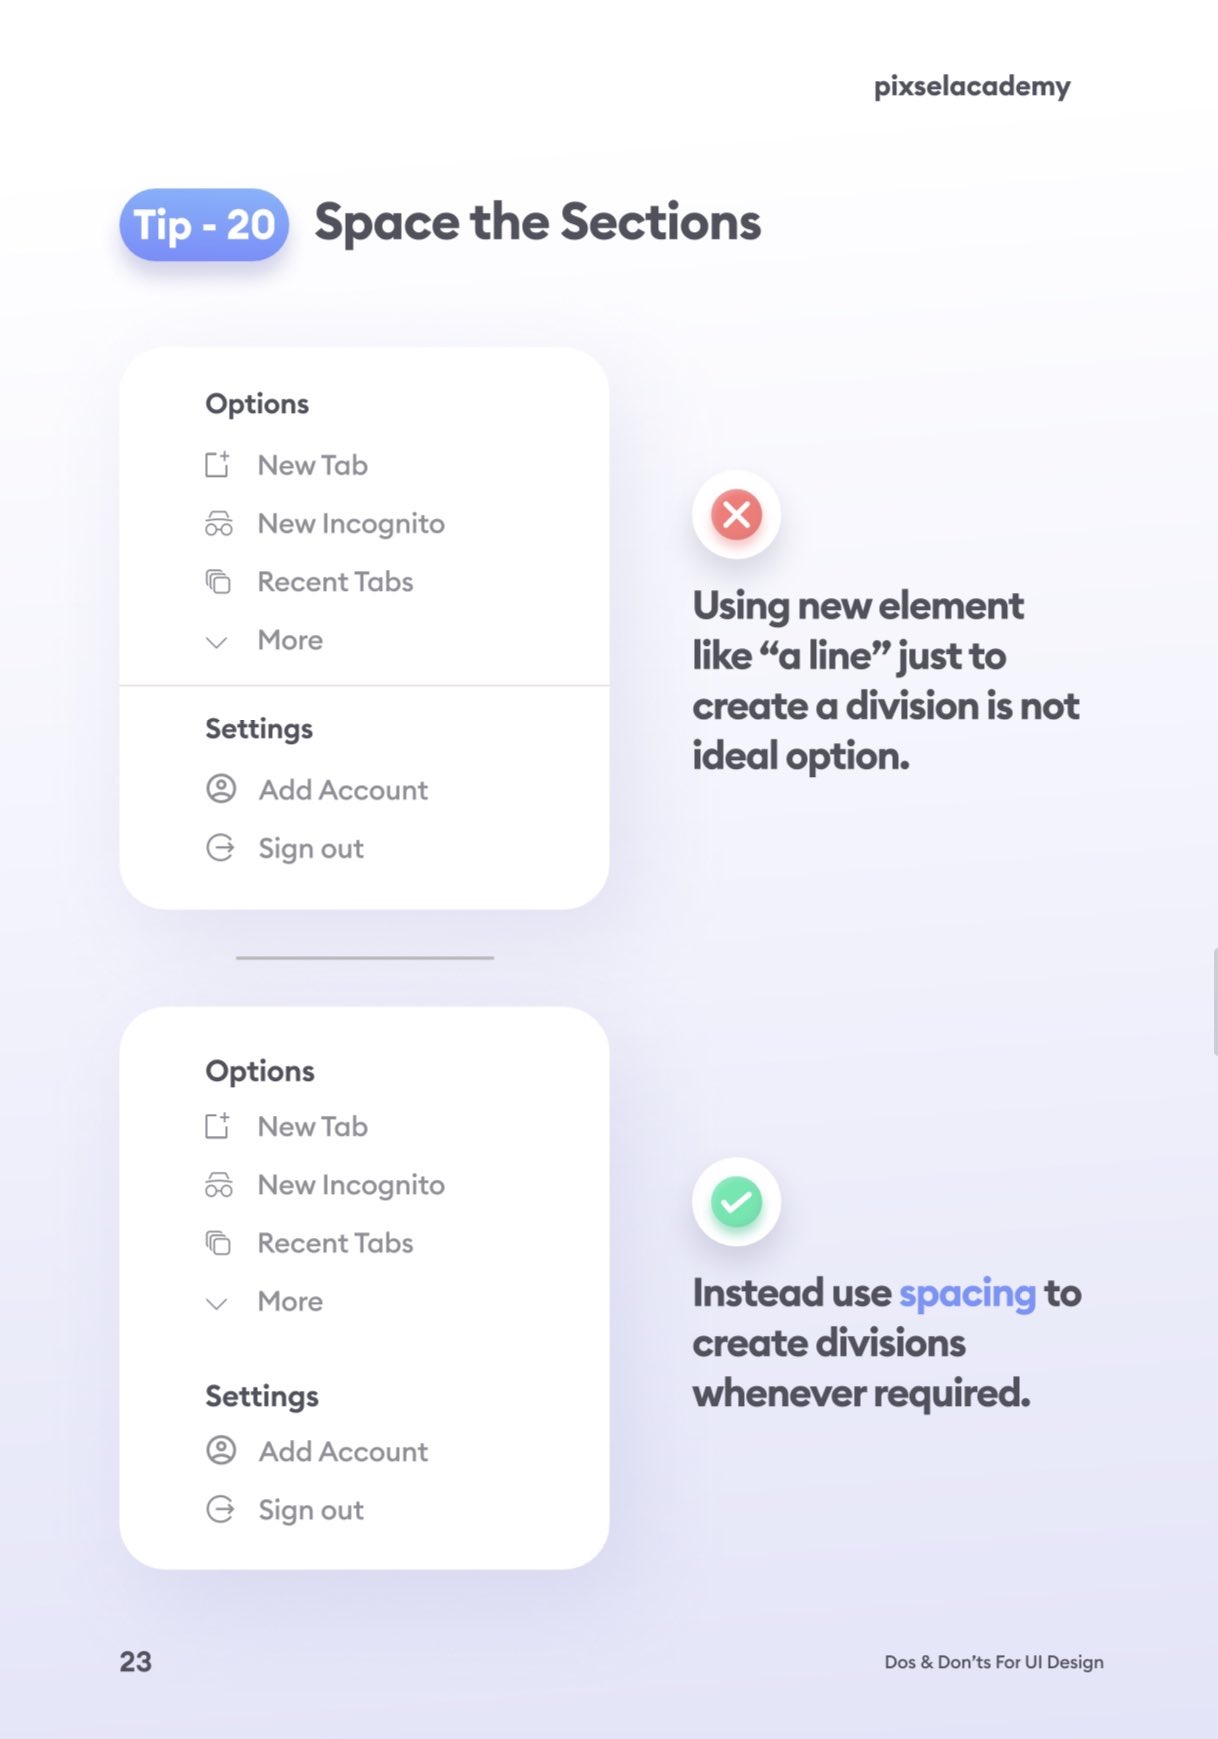 pixselacademy
Tip - 20 Space the Sections
Options
New Tab
New Incognito
Recent Tabs
More
Settings
Add Account
Sign out
Using new element
like “a line” just to
create a division is not
ideal option.
Options
New Tab
New Incognito
Recent Tabs
More
Settings
Add Account
Sign out
Instead use spacing to
create divisions
whenever required.
23
Dos & Don’ts For UI Design